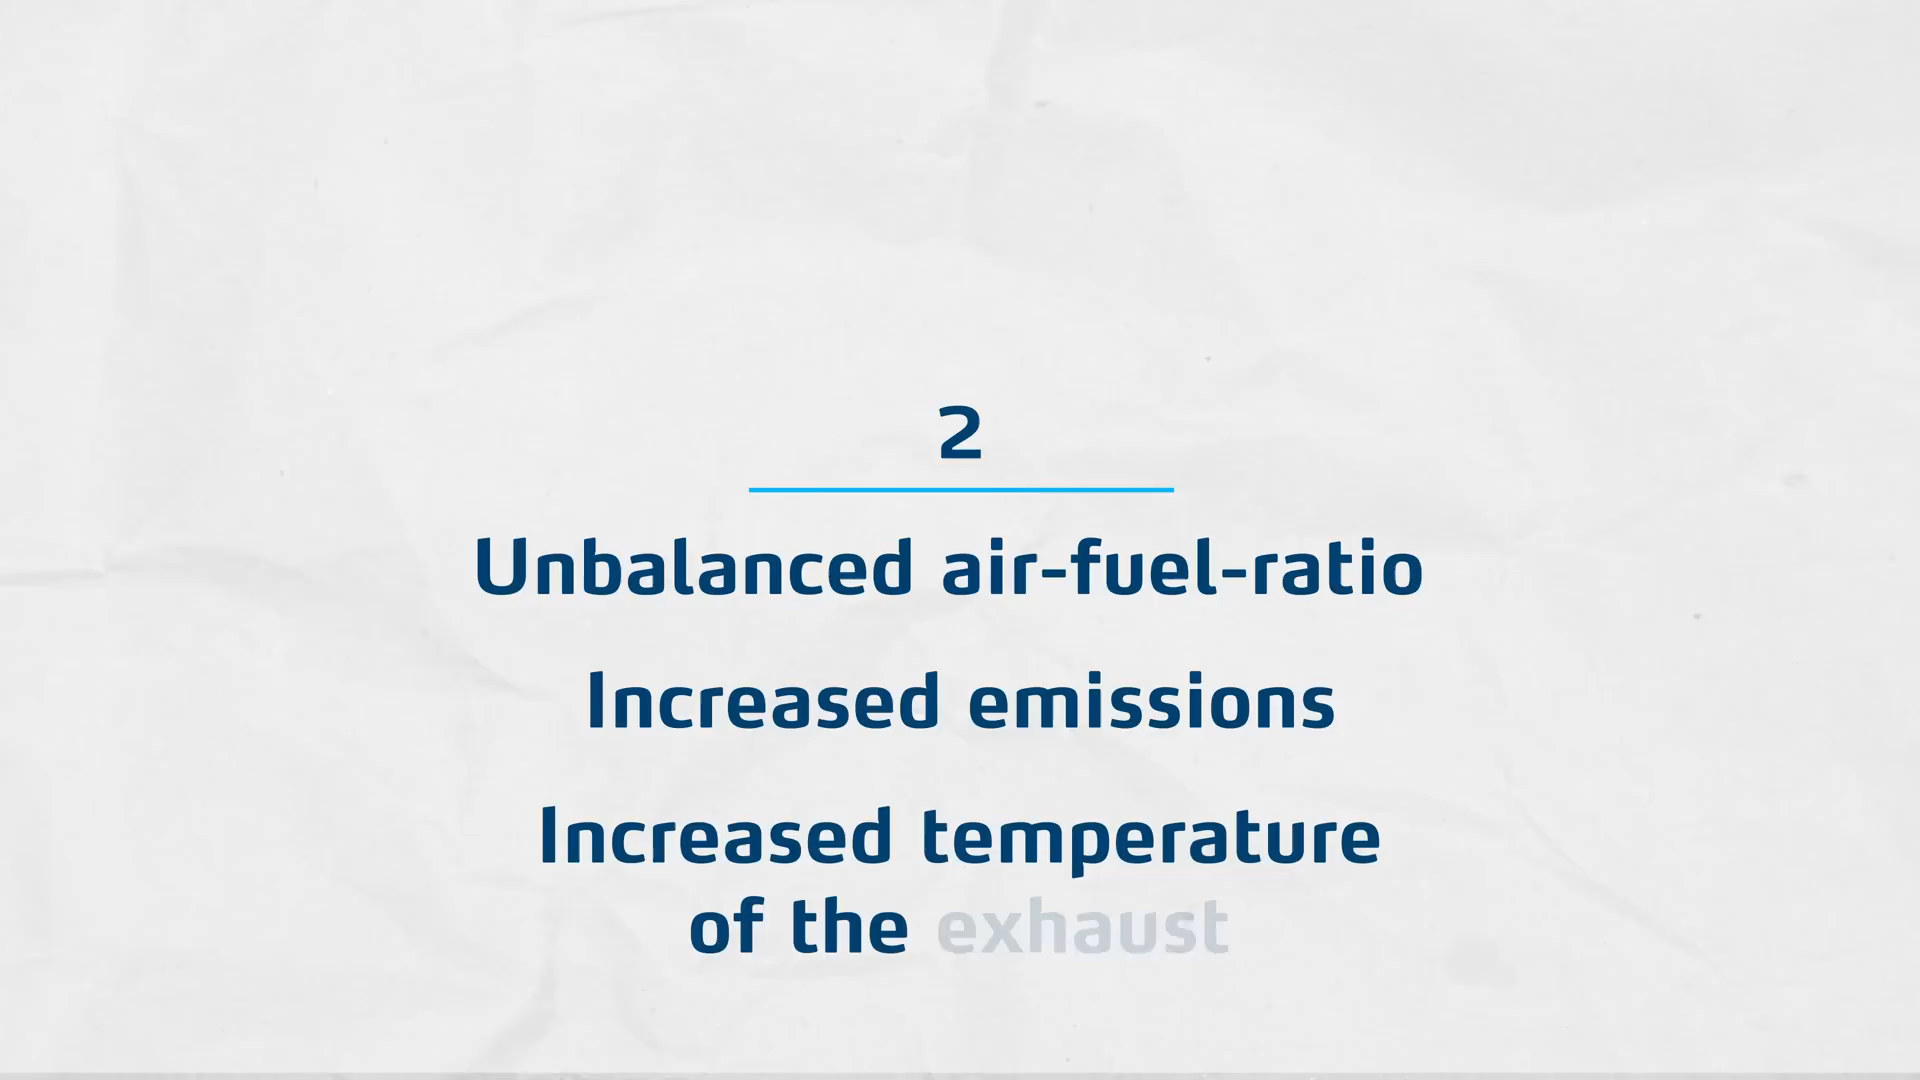 2
Unbalanced air-fuel-ratio
Increased emissions
Increased temperature
of the exhaust